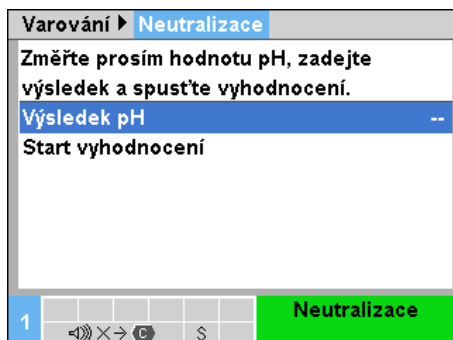 Varování Neutralizace
Změřte prosím hodnotu pH, zadejte
výsledek a spusťte vyhodnocení.
Výsledek pH --
Start vyhodnocení
1 C S Neutralizace